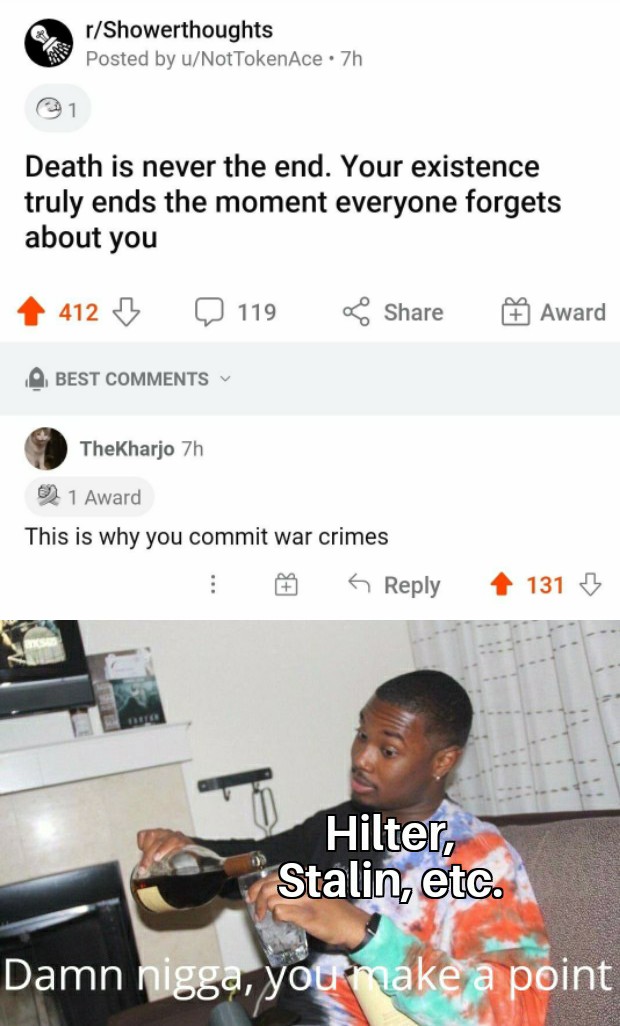 r/Showerthoughts
Posted by u/NotTokenAce • 7h
1
Death is never the end. Your existence
truly ends the moment everyone forgets
about you
412
119
Share
Award
BEST COMMENTS
TheKharjo 7h
1 Award
This is why you commit war crimes
Reply
131
Hilter,
Stalin, etc.
Damn nigga, you make a point